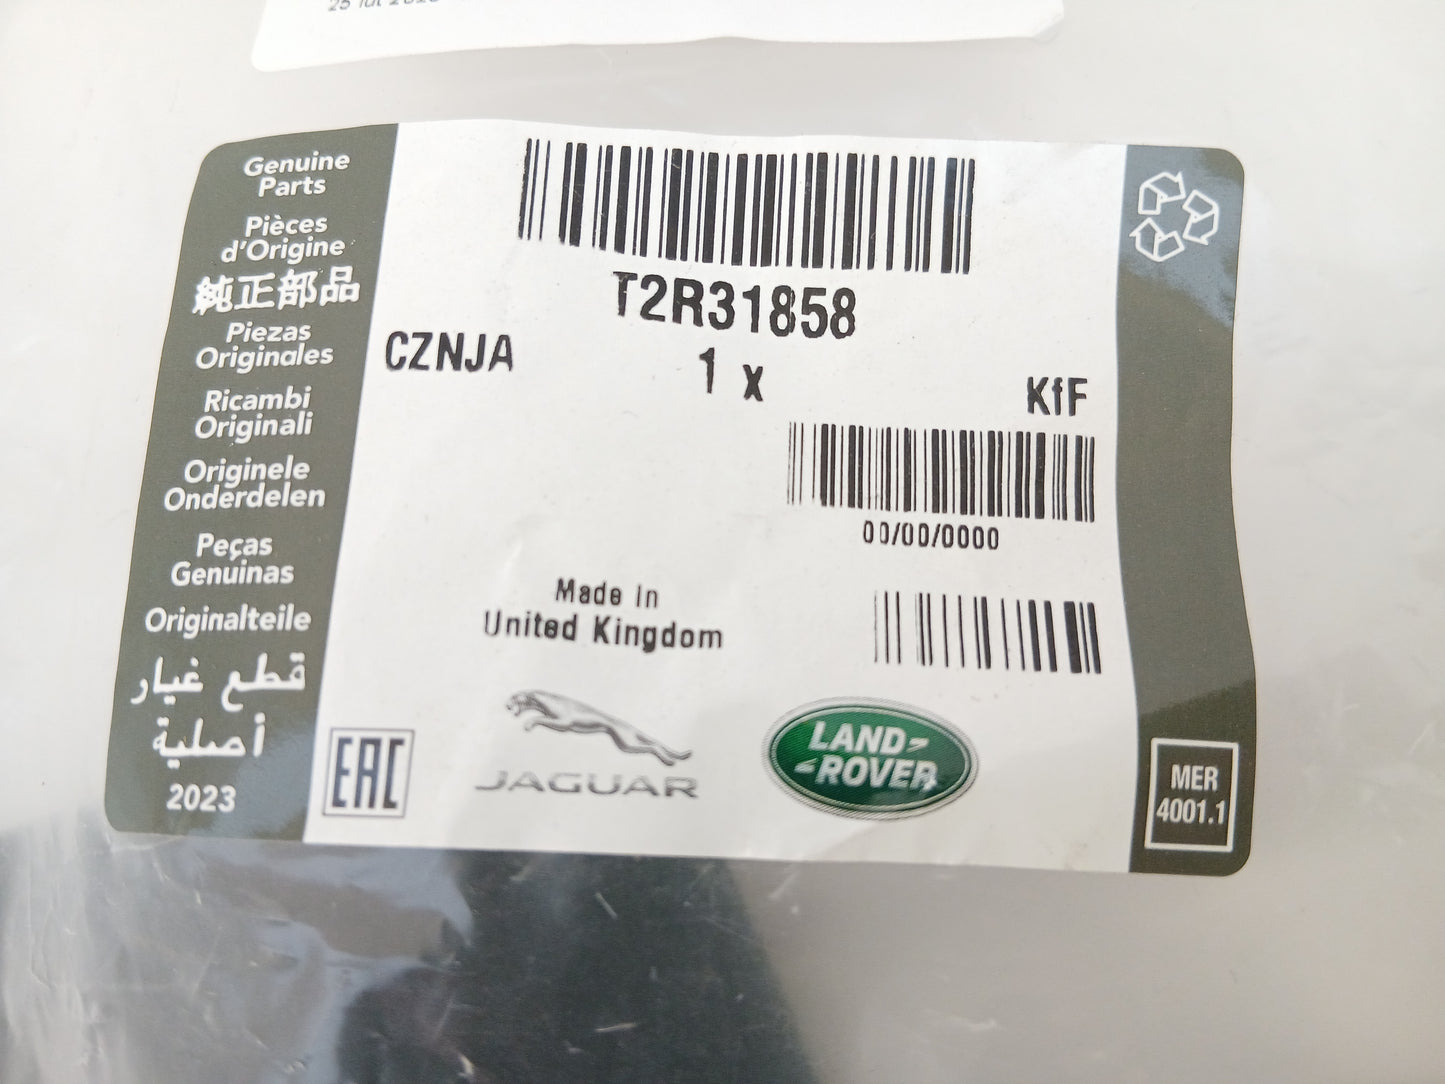 Genuine
Parts
Pièces
d'Origine
純正部品
Piezas
Originales
Ricambi
Originali
Originele
Onderdelen
Peças
Genuinas
Originalteile
قطع غيار
أصلية
2023
T2R31858
CZNJA
1 x
KfF
00/00/0000
Made in
United Kingdom
EAC
JAGUAR
LAND-
-ROVER
MER
4001.1